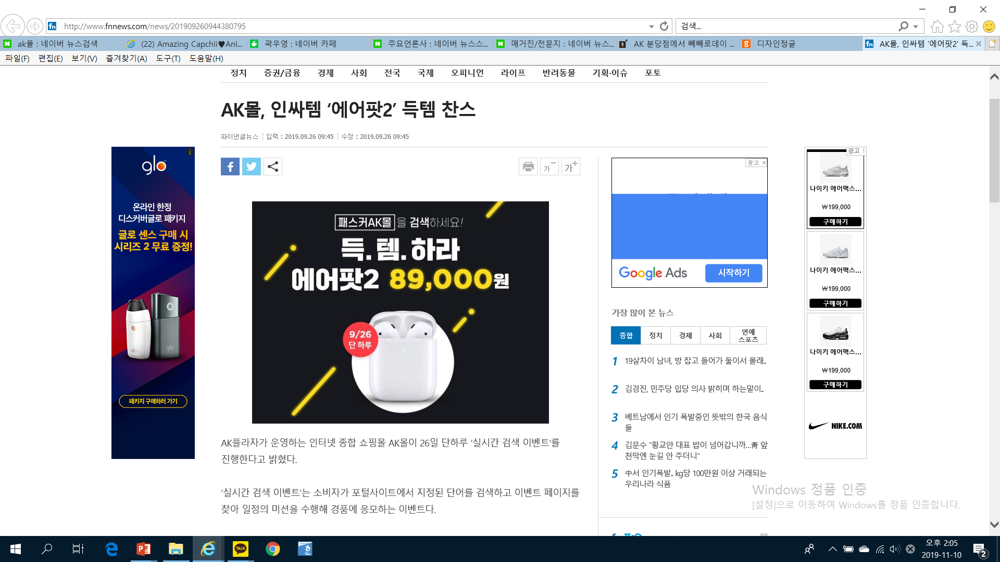 http://www.fnnews.com/news/201909260944380795
검색...
ak몰 : 네이버 뉴스검색
(22) Amazing Capchii♥Ani...
곽우영 : 네이버 카페
주요언론사 : 네이버 뉴스스...
매거진/전문지 : 네이버 뉴스...
AK 분당점에서 빼빼로데이 ...
디자인정글
AK몰, 인싸템 ‘에어팟2’ 득...
파일(F) 편집(E) 보기(V) 즐겨찾기(A) 도구(T) 도움말(H)
정치 증권/금융 경제 사회 전국 국제 오피니언 라이프 반려동물 기획·이슈 포토
AK몰, 인싸템 ‘에어팟2’ 득템 찬스
파이낸셜뉴스 입력 : 2019.09.26 09:45 수정 : 2019.09.26 09:45
glo
온라인 한정
디스커버글로 패키지
글로 센스 구매 시
시리즈 2 무료 증정!
glo
glo
패키지 구매하러 가기
가- 가+
패스커AK몰을 검색하세요!
득.템.하라
에어팟2 89,000원
9/26
단 하루
AK플라자가 운영하는 인터넷 종합 쇼핑몰 AK몰이 26일 단하루 ‘실시간 검색 이벤트’를
진행한다고 밝혔다.
‘실시간 검색 이벤트’는 소비자가 포털사이트에서 지정된 단어를 검색하고 이벤트 페이지를
찾아 일정의 미션을 수행해 경품에 응모하는 이벤트다.
광고
Google Ads
시작하기
가장 많이 본 뉴스
종합 정치 경제 사회 연예
스포츠
1 19살차이 남녀, 방 잡고 들어가 둘이서 몰래..
2 김경진, 민주당 입당 의사 밝히며 하는말이..
3 베트남에서 인기 폭발중인 뜻밖의 한국 음식
들
4 김문수 "황교안 대표 밥이 넘어갑니까...靑 앞
천막엔 눈길 안 주더니"
5 中서 인기폭발.. kg당 100만원 이상 거래되는
우리나라 식품
광고
나이키 에어맥스...
₩199,000
구매하기
나이키 에어맥스...
₩199,000
구매하기
나이키 에어맥스...
₩199,000
구매하기
NIKE.COM
Windows 정품 인증
[설정]으로 이동하여 Windows를 정품 인증합니다.
TALK
오후 2:05
2019-11-10
2